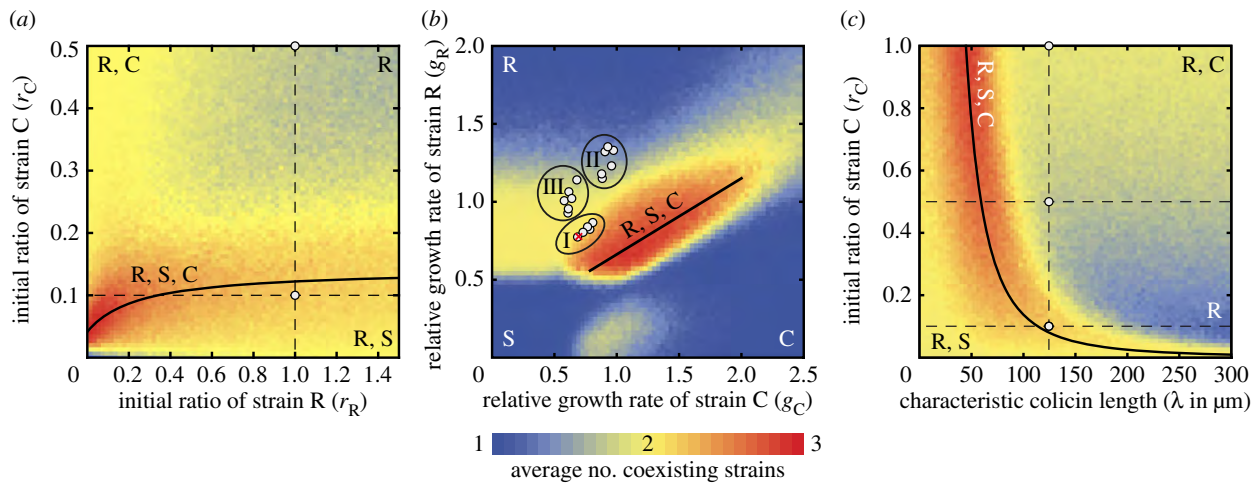 (a)
(b)
(c)
initial ratio of strain C (rC)
0.5
0.4
0.3
0.2
0.1
0
0.2
0.4
0.6
0.8
1.0
1.2
1.4
initial ratio of strain R (rR)
R, C
R
R, S, C
R, S
relative growth rate of strain R (gR)
2.0
1.5
1.0
0.5
0
0.5
1.0
1.5
2.0
2.5
relative growth rate of strain C (gC)
R
II
III
I
R, S, C
S
C
initial ratio of strain C (rC)
1.0
0.8
0.6
0.4
0.2
0
50
100
150
200
250
300
characteristic colicin length (λ in µm)
R, S, C
R, C
R
R, S
1
2
3
average no. coexisting strains